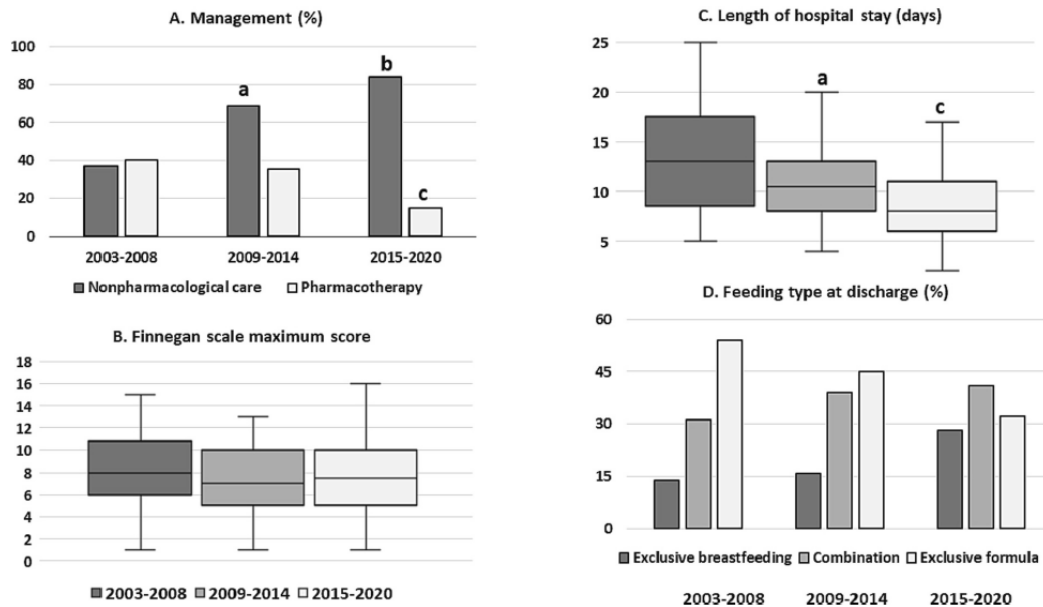 A. Management (%)
100
80
60
40
20
0
a
b
c
2003-2008
2009-2014
2015-2020
Nonpharmacological care
Pharmacotherapy
B. Finnegan scale maximum score
18
16
14
12
10
8
6
4
2
0
2003-2008
2009-2014
2015-2020
C. Length of hospital stay (days)
25
20
15
10
5
a
c
D. Feeding type at discharge (%)
60
45
30
15
0
Exclusive breastfeeding
Combination
Exclusive formula
2003-2008
2009-2014
2015-2020